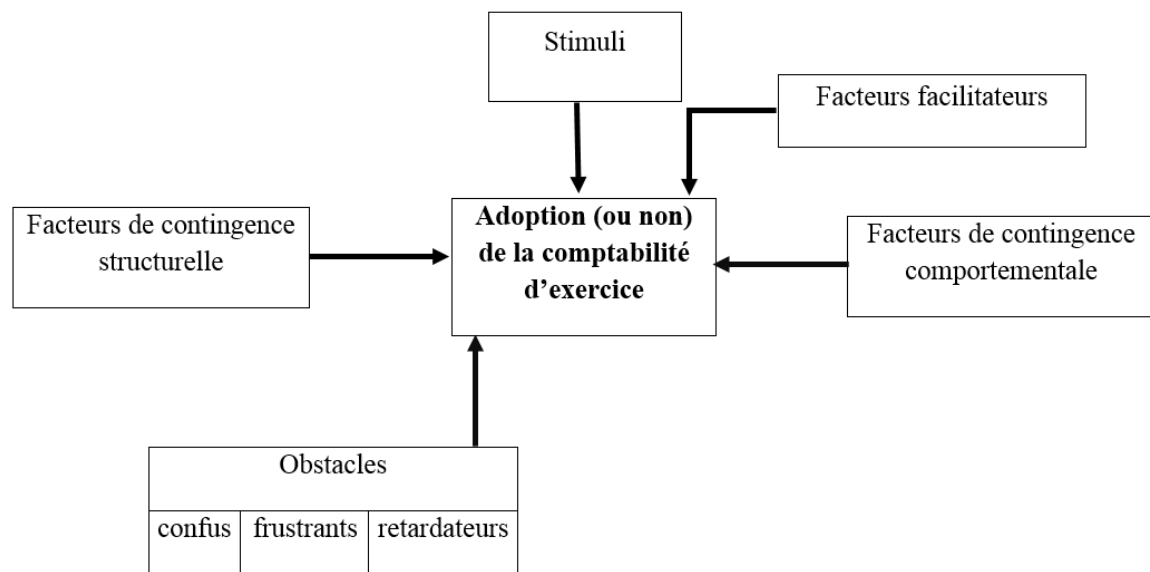 Stimuli
Facteurs facilitateurs
Adoption (ou non)
de la comptabilité
d’exercice
Facteurs de contingence
structurelle
Facteurs de contingence
comportementale
Obstacles
confus frustrants retardateurs